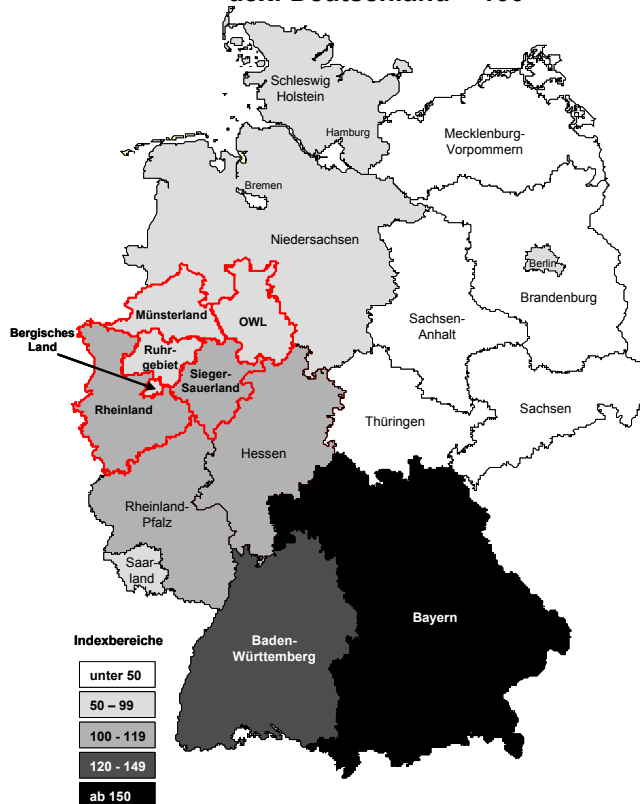 Deutschland
Schleswig
Holstein
Hamburg
Mecklenburg-
Vorpommern
Bremen
Niedersachsen
Berlin
Brandenburg
Münsterland
OWL
Sachsen-
Anhalt
Bergisches
Land
Ruhr-
gebiet
Sieger-
Sauerland
Rheinland
Thüringen
Sachsen
Hessen
Rheinland-
Pfalz
Saar-
land
Bayern
Baden-
Württemberg
Indexbereiche
unter 50
50 – 99
100 - 119
120 - 149
ab 150